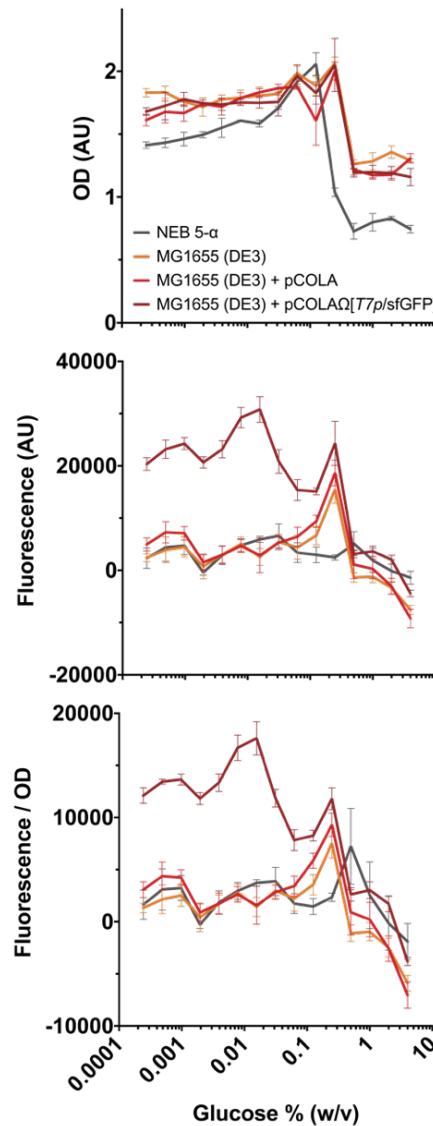 2
OD (AU)
1
NEB 5-α
MG1655 (DE3)
MG1655 (DE3) + pCOLA
MG1655 (DE3) + pCOLAΩ[T7p/sfGFP]
0
40000
Fluorescence (AU)
20000
0
-20000
20000
Fluorescence / OD
10000
0
-10000
0.0001 0.001 0.01 0.1 1 10
Glucose % (w/v)